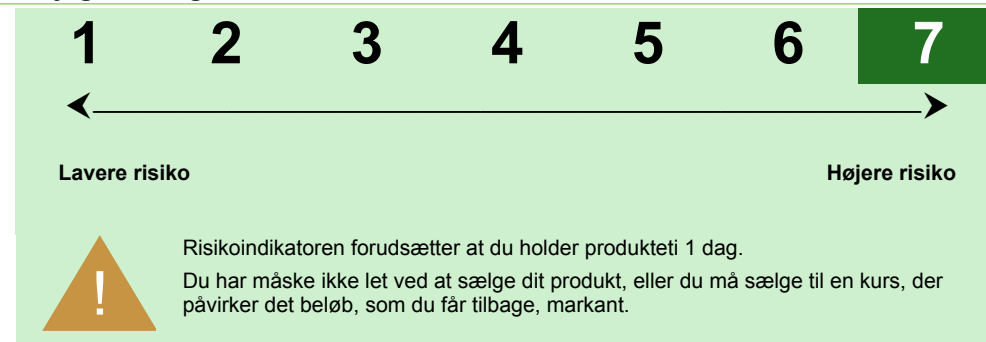 1 2 3 4 5 6 7
Lavere risiko Højere risiko
!
Risikoindikatoren forudsætter at du holder produkteti 1 dag.
Du har måske ikke let ved at sælge dit produkt, eller du må sælge til en kurs, der
påvirker det beløb, som du får tilbage, markant.